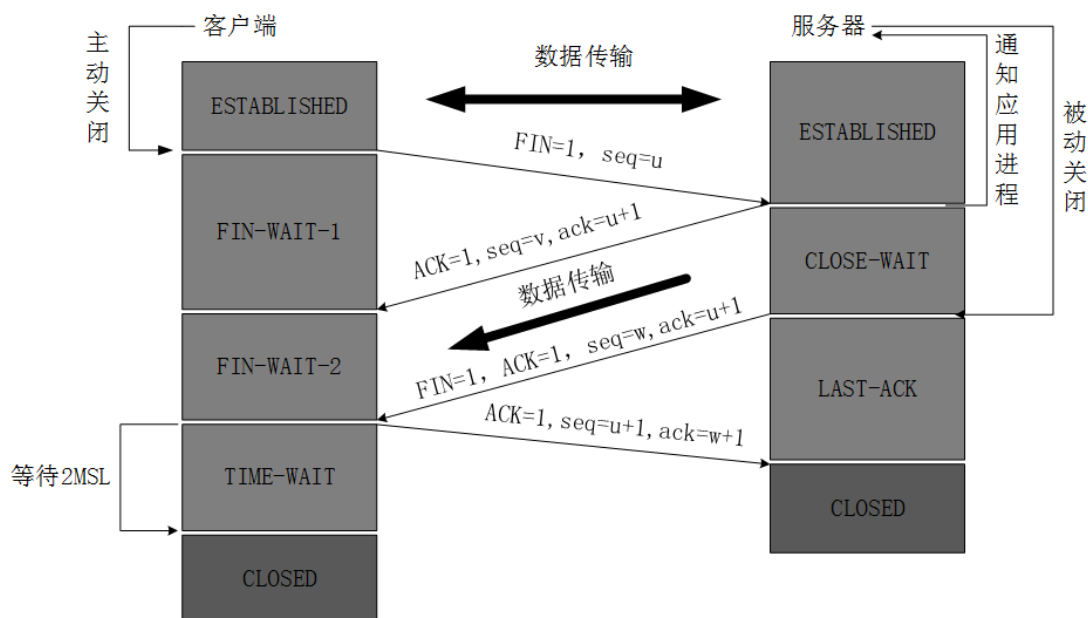 客户端
服务器
主动关闭
数据传输
通知应用进程
被动关闭
ESTABLISHED
ESTABLISHED
FIN=1, seq=u
FIN-WAIT-1
ACK=1,seq=v,ack=u+1
CLOSE-WAIT
数据传输
FIN-WAIT-2
FIN=1, ACK=1, seq=w,ack=u+1
LAST-ACK
ACK=1,seq=u+1,ack=w+1
等待2MSL
TIME-WAIT
CLOSED
CLOSED